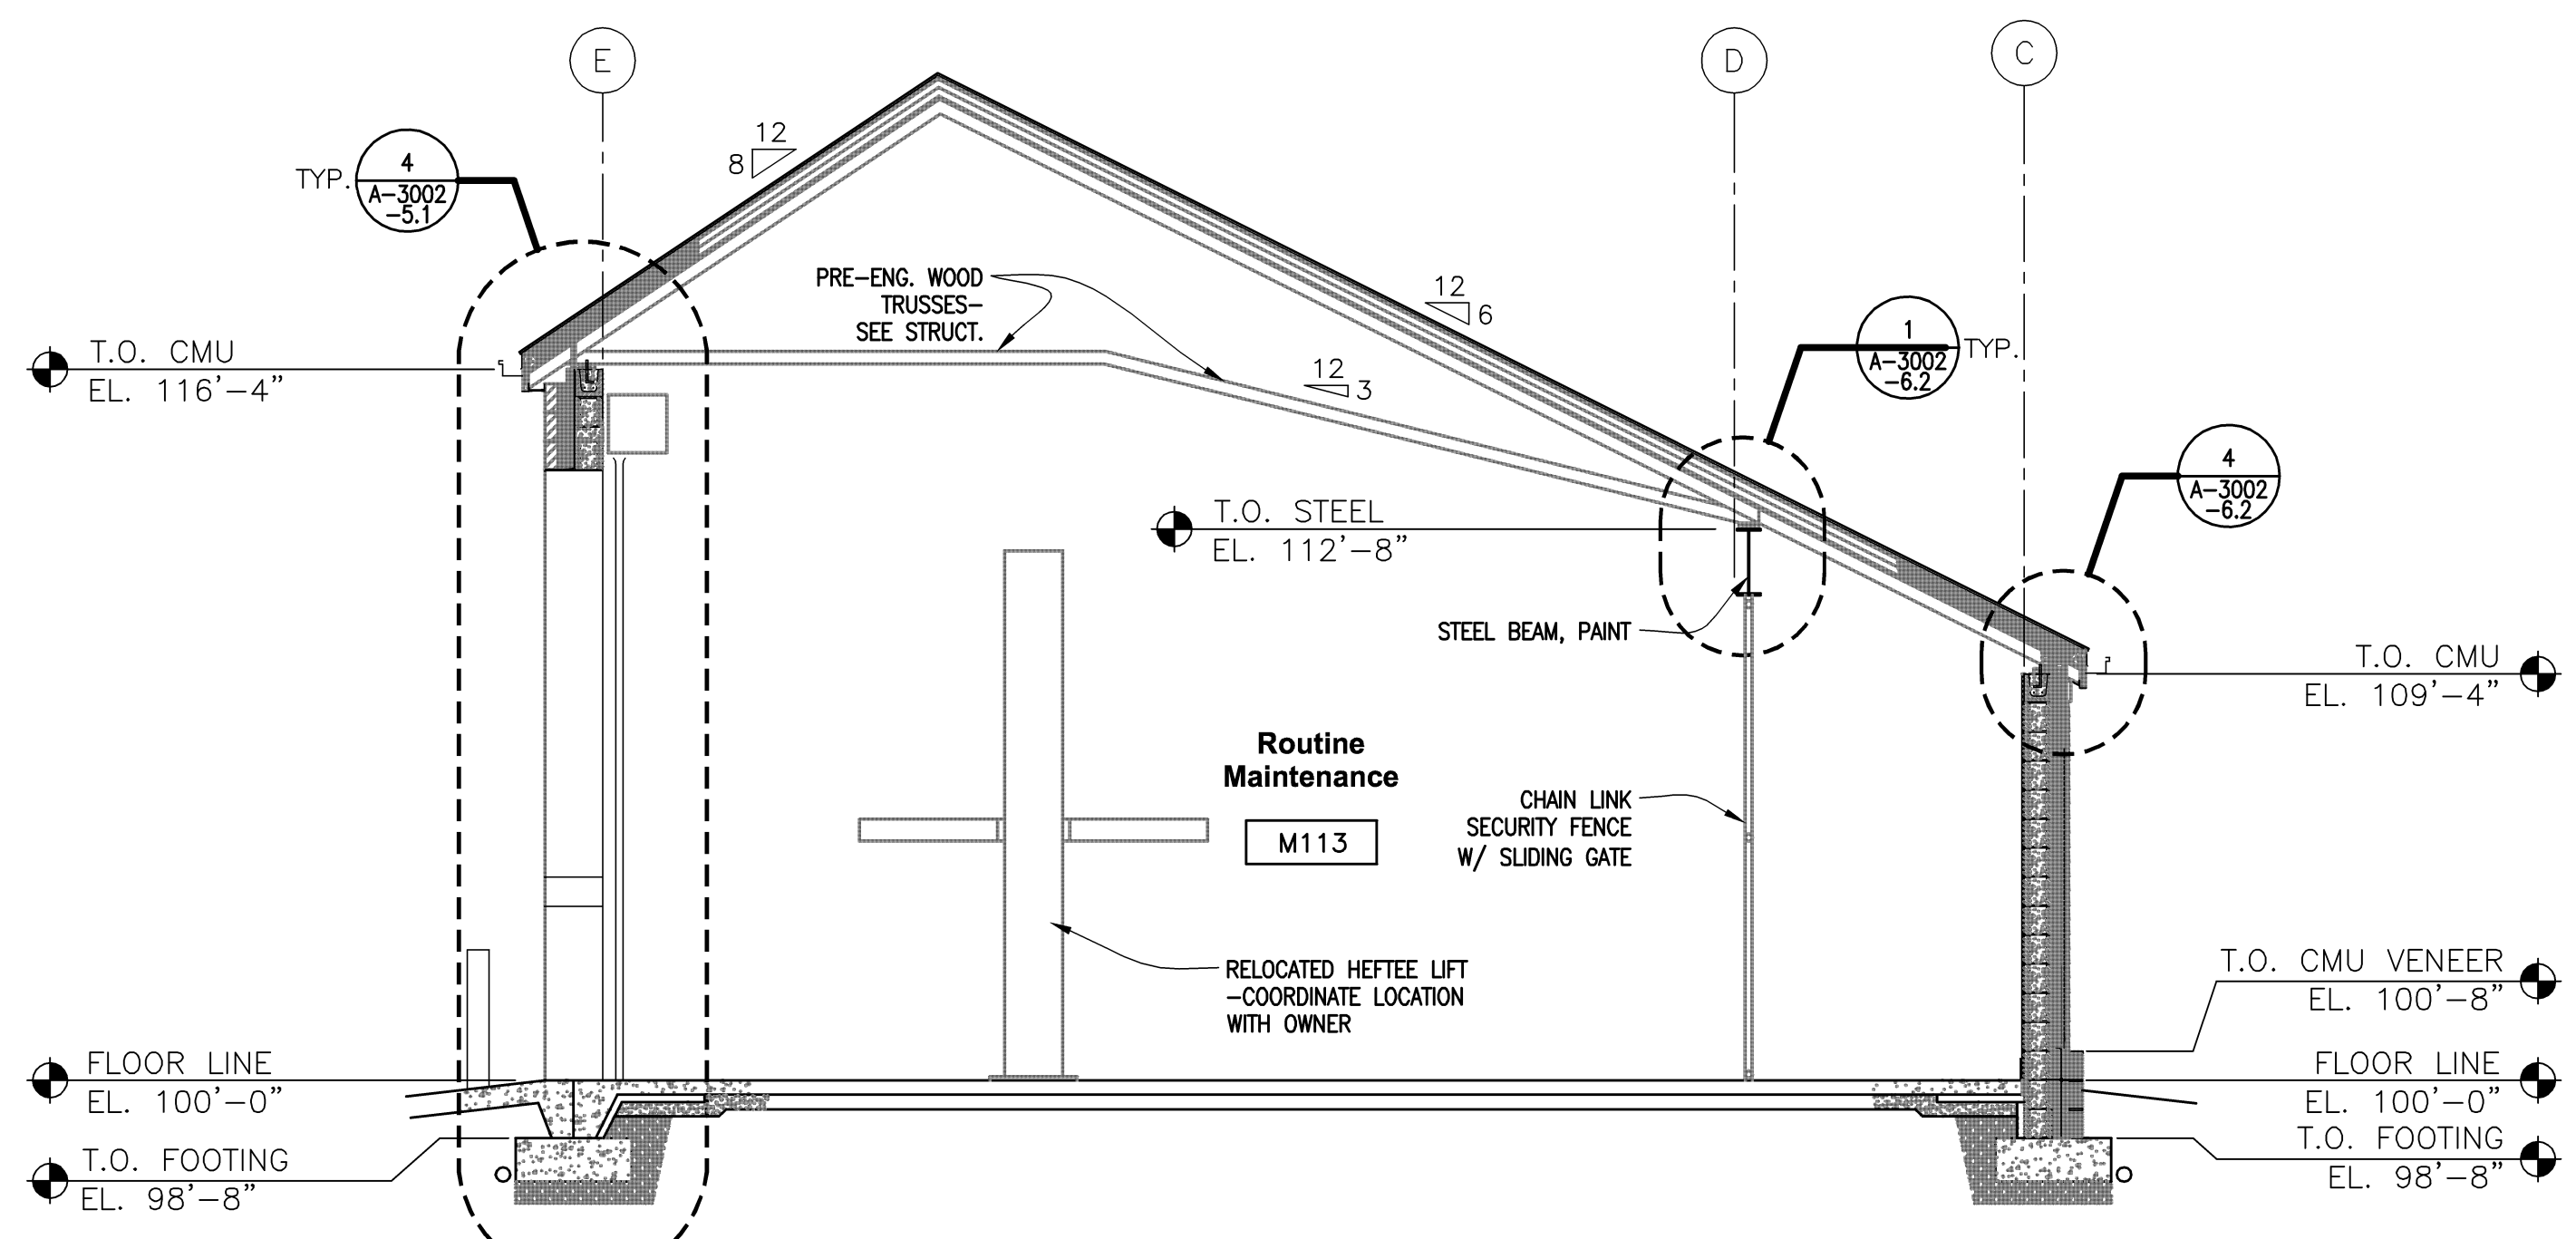 E
D
C
4
A-3002
-5.1
TYP.
12
8
PRE-ENG. WOOD
TRUSSES-
SEE STRUCT.
12
6
12
3
1
A-3002
-6.2
TYP.
4
A-3002
-6.2
T.O. CMU
EL. 116'-4"
T.O. STEEL
EL. 112'-8"
STEEL BEAM, PAINT
T.O. CMU
EL. 109'-4"
Routine
Maintenance
M113
CHAIN LINK
SECURITY FENCE
W/ SLIDING GATE
RELOCATED HEFTEE LIFT
-COORDINATE LOCATION
WITH OWNER
T.O. CMU VENEER
EL. 100'-8"
FLOOR LINE
EL. 100'-0"
FLOOR LINE
EL. 100'-0"
T.O. FOOTING
EL. 98'-8"
T.O. FOOTING
EL. 98'-8"